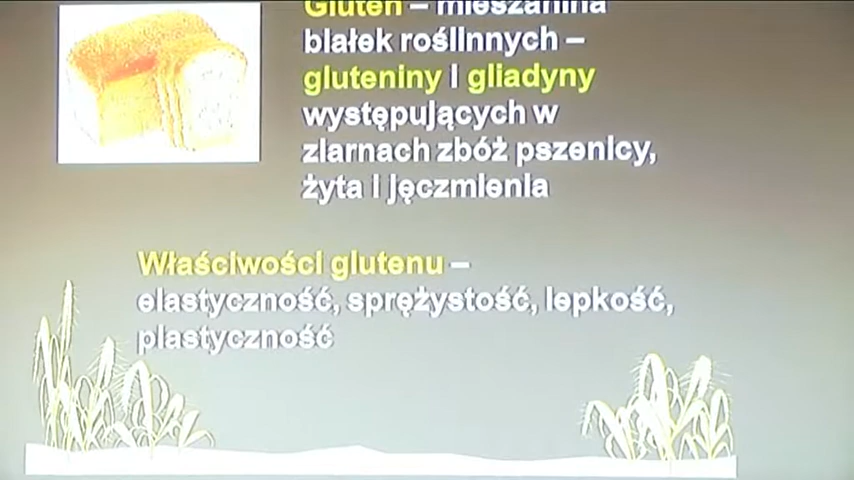 Gluten – mieszanina
białek roślinnych –
gluteniny i gliadyny
występujących w
ziarnach zbóż pszenicy,
żyta i jęczmienia
Właściwości glutenu –
elastyczność, sprężystość, lepkość,
plastyczność